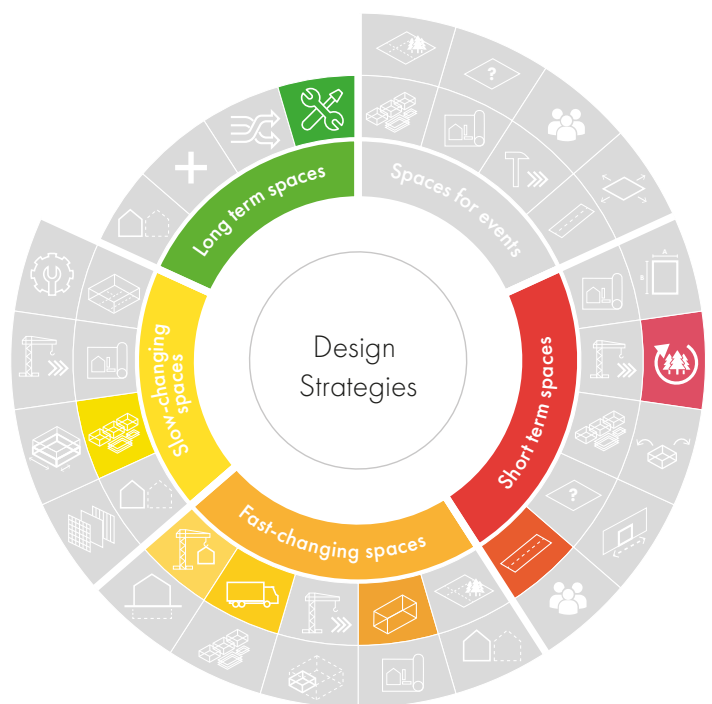 Design
Strategies
Long term spaces
Spaces for events
Short term spaces
Fast-changing spaces
Slow-changing
spaces
?
?
A
B